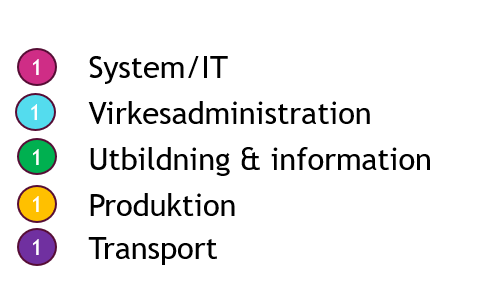 1 System/IT
1 Virkesadministration
1 Utbildning & information
1 Produktion
1 Transport